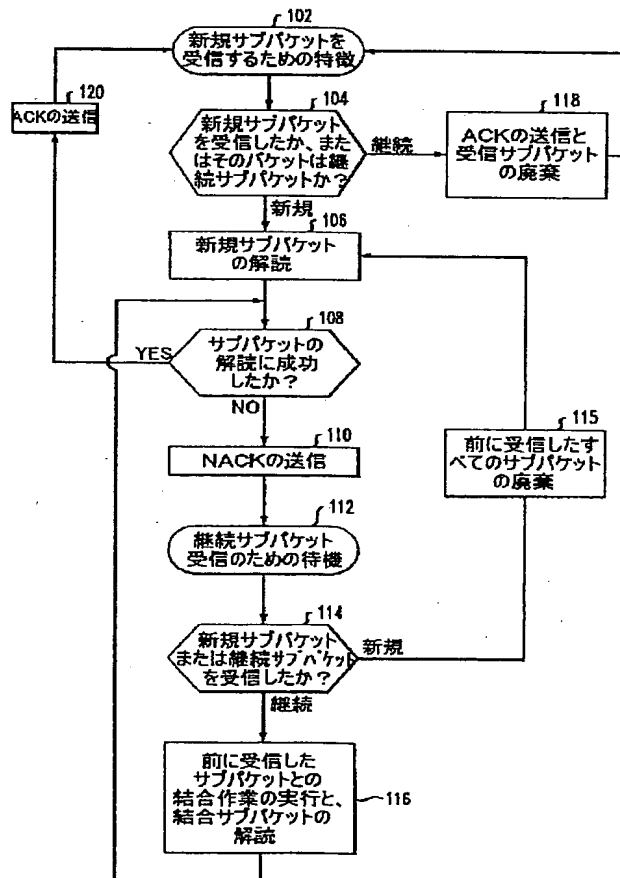 102
新規サブパケットを
受信するための特徴
120
ACKの送信
104
新規サブパケット
を受信したか、また
はそのパケットは継
続サブパケットか？
継続
118
ACKの送信と
受信サブパケット
の廃棄
新規
106
新規サブパケット
の解読
108
サブパケットの
解読に成功
したか？
YES
NO
110
NACKの送信
115
前に受信したす
べてのサブパケット
の廃棄
112
継続サブパケット
受信のための待機
114
新規サブパケット
または継続サブパケット
を受信したか？
新規
継続
前に受信した
サブパケットとの
結合作業の実行と、
結合サブパケットの
解読
116